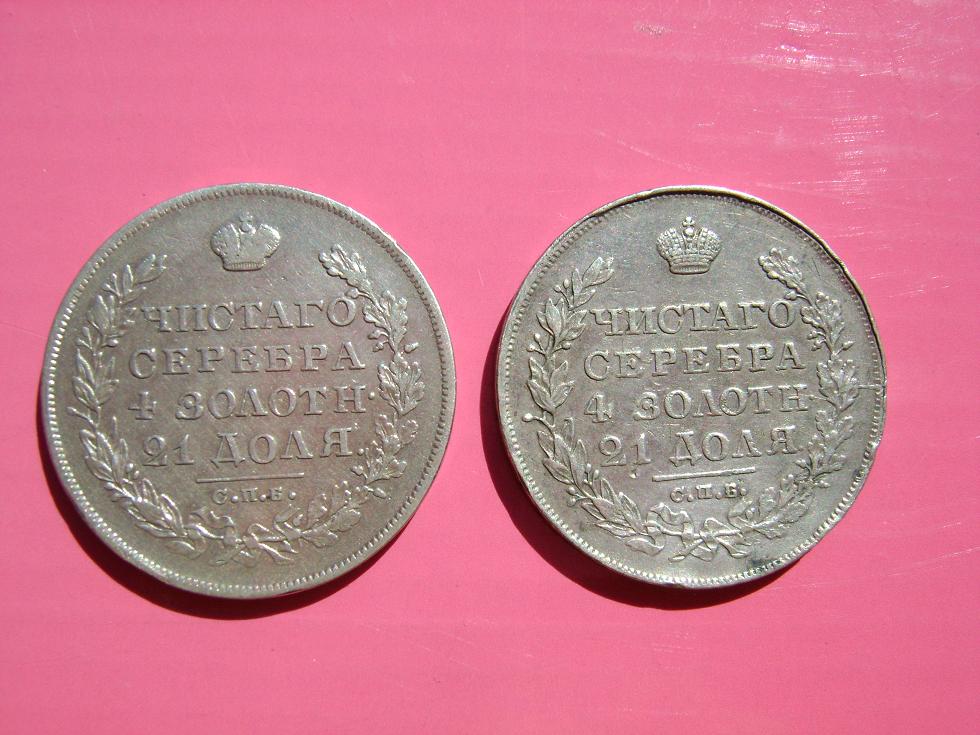 ЧИСТАГО
СЕРЕБРА
4 ЗОЛОТН·
21 ДОЛЯ.
С.П.Б.
ЧИСТАГО
СЕРЕБРА
4 ЗОЛОТН·
21 ДОЛЯ
С.П.Б.